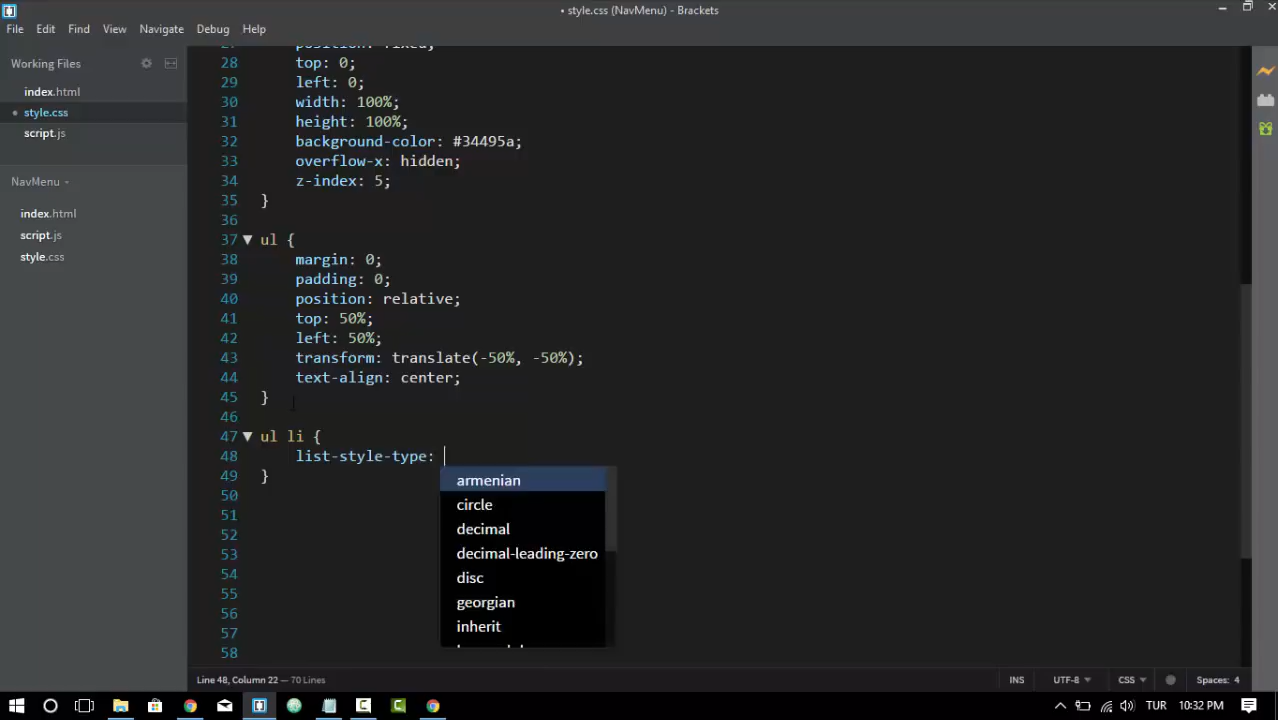 • style.css (NavMenu) - Brackets
File Edit Find View Navigate Debug Help
Working Files
index.html
• style.css
script.js
NavMenu
index.html
script.js
style.css
27 position: fixed;
28 top: 0;
29 left: 0;
30 width: 100%;
31 height: 100%;
32 background-color: #34495a;
33 overflow-x: hidden;
34 z-index: 5;
35 }
36
37 ul {
38 margin: 0;
39 padding: 0;
40 position: relative;
41 top: 50%;
42 left: 50%;
43 transform: translate(-50%, -50%);
44 text-align: center;
45 }
46
47 ul li {
48 list-style-type:
49 }
50
51
52
53
54
55
56
57
58
armenian
circle
decimal
decimal-leading-zero
disc
georgian
inherit
Line 48, Column 22 — 70 Lines
INS UTF-8 CSS Spaces: 4
TUR 10:32 PM